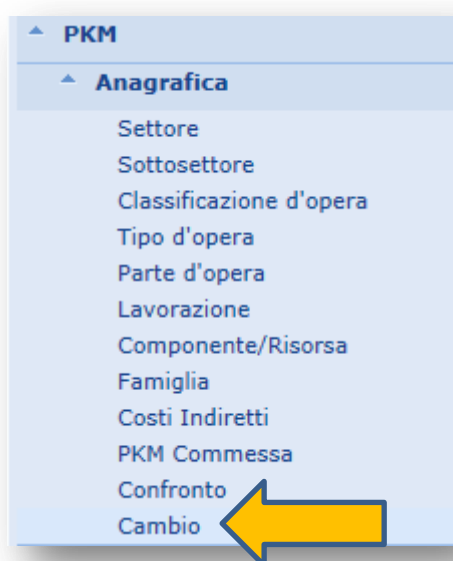 PKM
Anagrafica
Settore
Sottosettore
Classificazione d'opera
Tipo d'opera
Parte d'opera
Lavorazione
Componente/Risorsa
Famiglia
Costi Indiretti
PKM Commessa
Confronto
Cambio